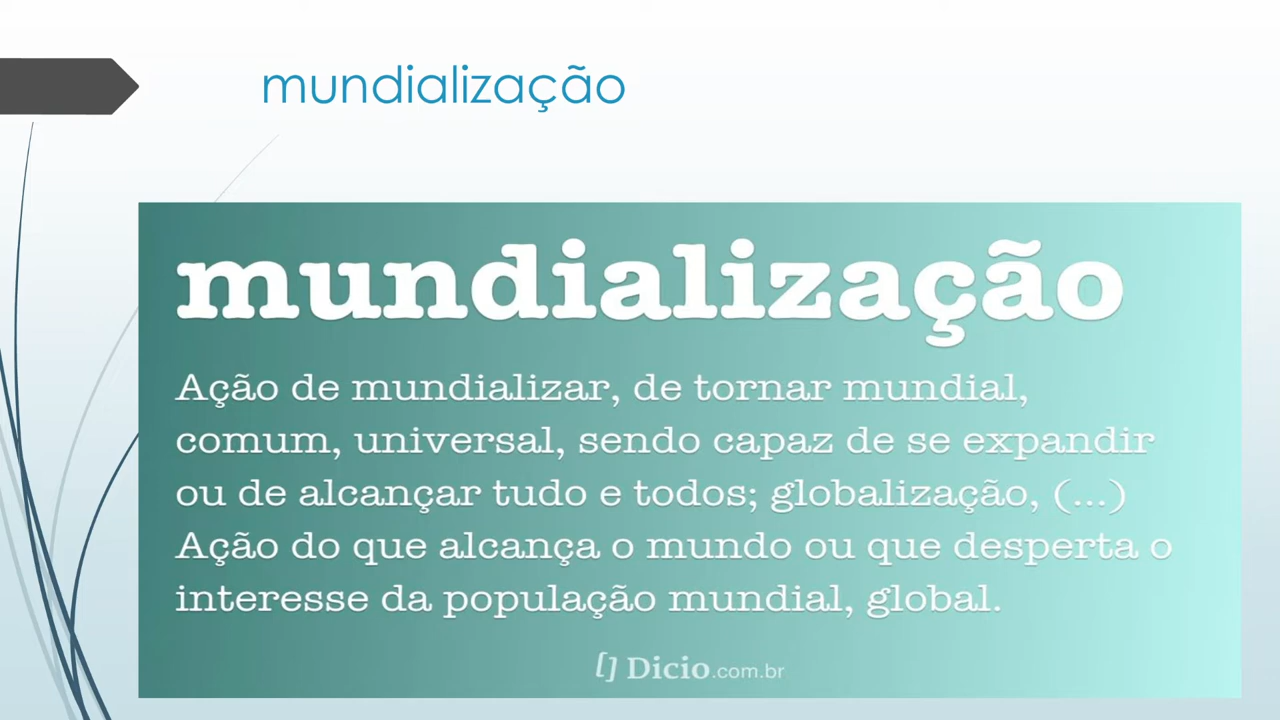 mundialização
mundialização
Ação de mundializar, de tornar mundial,
comum, universal, sendo capaz de se expandir
ou de alcançar tudo e todos; globalização, (...)
Ação do que alcança o mundo ou que desperta o
interesse da população mundial, global.
[] Dicio.com.br